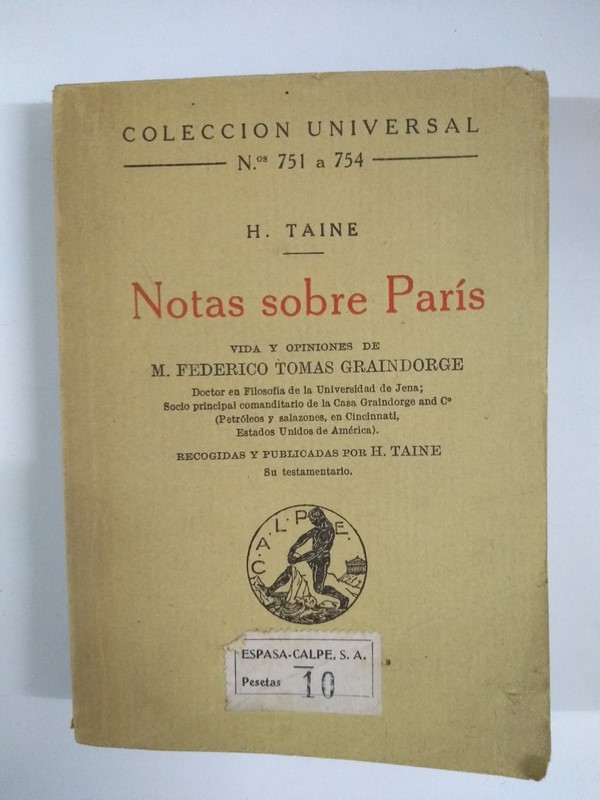 COLECCION UNIVERSAL
N.os 751 a 754
H. TAINE
Notas sobre París
VIDA Y OPINIONES DE
M. FEDERICO TOMAS GRAINDORGE
Doctor en Filosofía de la Universidad de Jena;
Socio principal comanditario de la Casa Graindorge and Cº
(Petróleos y salazones, en Cincinnati,
Estados Unidos de América).
RECOGIDAS Y PUBLICADAS POR H. TAINE
Su testamentario.
C.A.L.P.E.
ESPASA-CALPE, S. A.
Pesetas 10